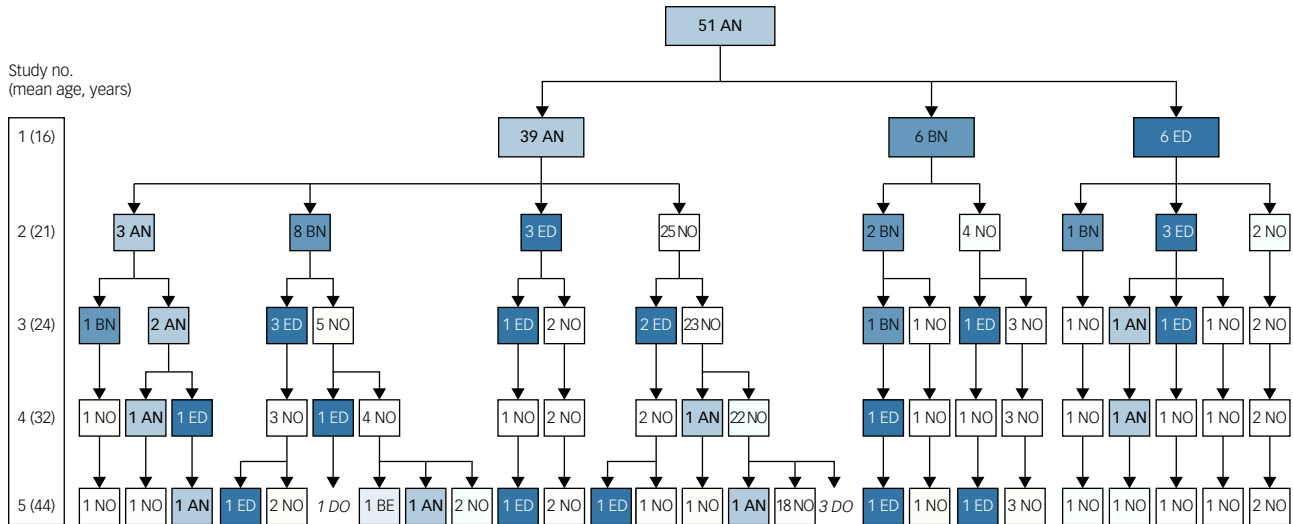 51 AN
Study no.
(mean age, years)
1 (16) 39 AN 6 BN 6 ED
2 (21) 3 AN 8 BN 3 ED 25 NO 2 BN 4 NO 1 BN 3 ED 2 NO
3 (24) 1 BN 2 AN 3 ED 5 NO 1 ED 2 NO 2 ED 23 NO 1 BN 1 NO 1 ED 3 NO 1 NO 1 AN 1 ED 1 NO 2 NO
4 (32) 1 NO 1 AN 1 ED 3 NO 1 ED 4 NO 1 NO 2 NO 2 NO 1 AN 22 NO 1 ED 1 NO 1 NO 3 NO 1 NO 1 AN 1 NO 1 NO 2 NO
5 (44) 1 NO 1 NO 1 AN 1 ED 2 NO 1 DO 1 BE 1 AN 2 NO 1 ED 2 NO 1 ED 1 NO 1 NO 1 AN 18 NO 3 DO 1 ED 1 NO 1 ED 3 NO 1 NO 1 NO 1 NO 1 NO 2 NO